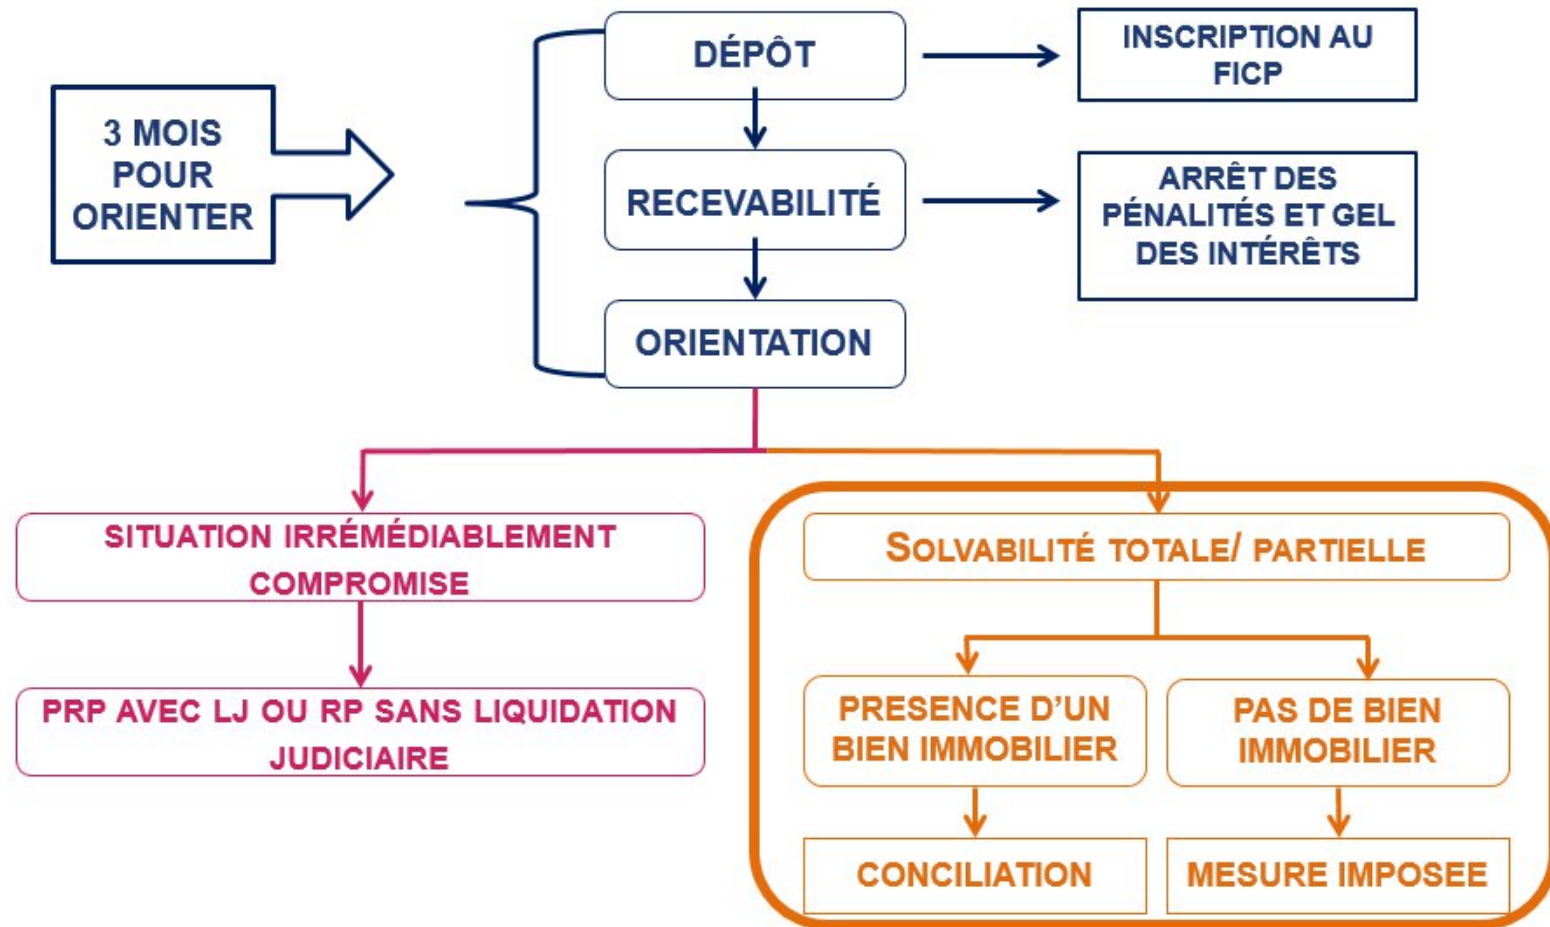 DÉPÔT
INSCRIPTION AU
FICP
3 MOIS
POUR
ORIENTER
RECEVABILITÉ
ARRÊT DES
PÉNALITÉS ET GEL
DES INTÉRÊTS
ORIENTATION
SITUATION IRRÉMÉDIABLEMENT
COMPROMISE
SOLVABILITÉ TOTALE/ PARTIELLE
PRP AVEC LJ OU RP SANS LIQUIDATION
JUDICIAIRE
PRESENCE D'UN
BIEN IMMOBILIER
PAS DE BIEN
IMMOBILIER
CONCILIATION
MESURE IMPOSEE